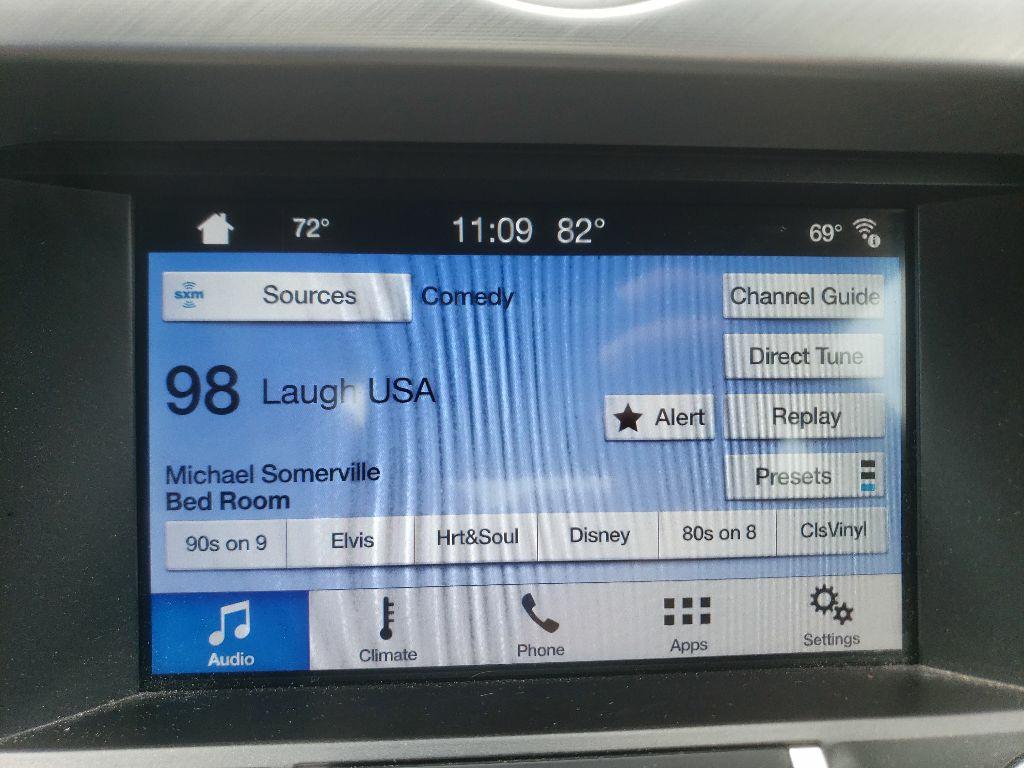 72° 11:09 82° 69°
sxm Sources Comedy Channel Guide
Direct Tune
98 Laugh USA
Alert Replay
Presets
Michael Somerville
Bed Room
90s on 9 Elvis Hrt&Soul Disney 80s on 8 ClsVinyl
Audio Climate Phone Apps Settings